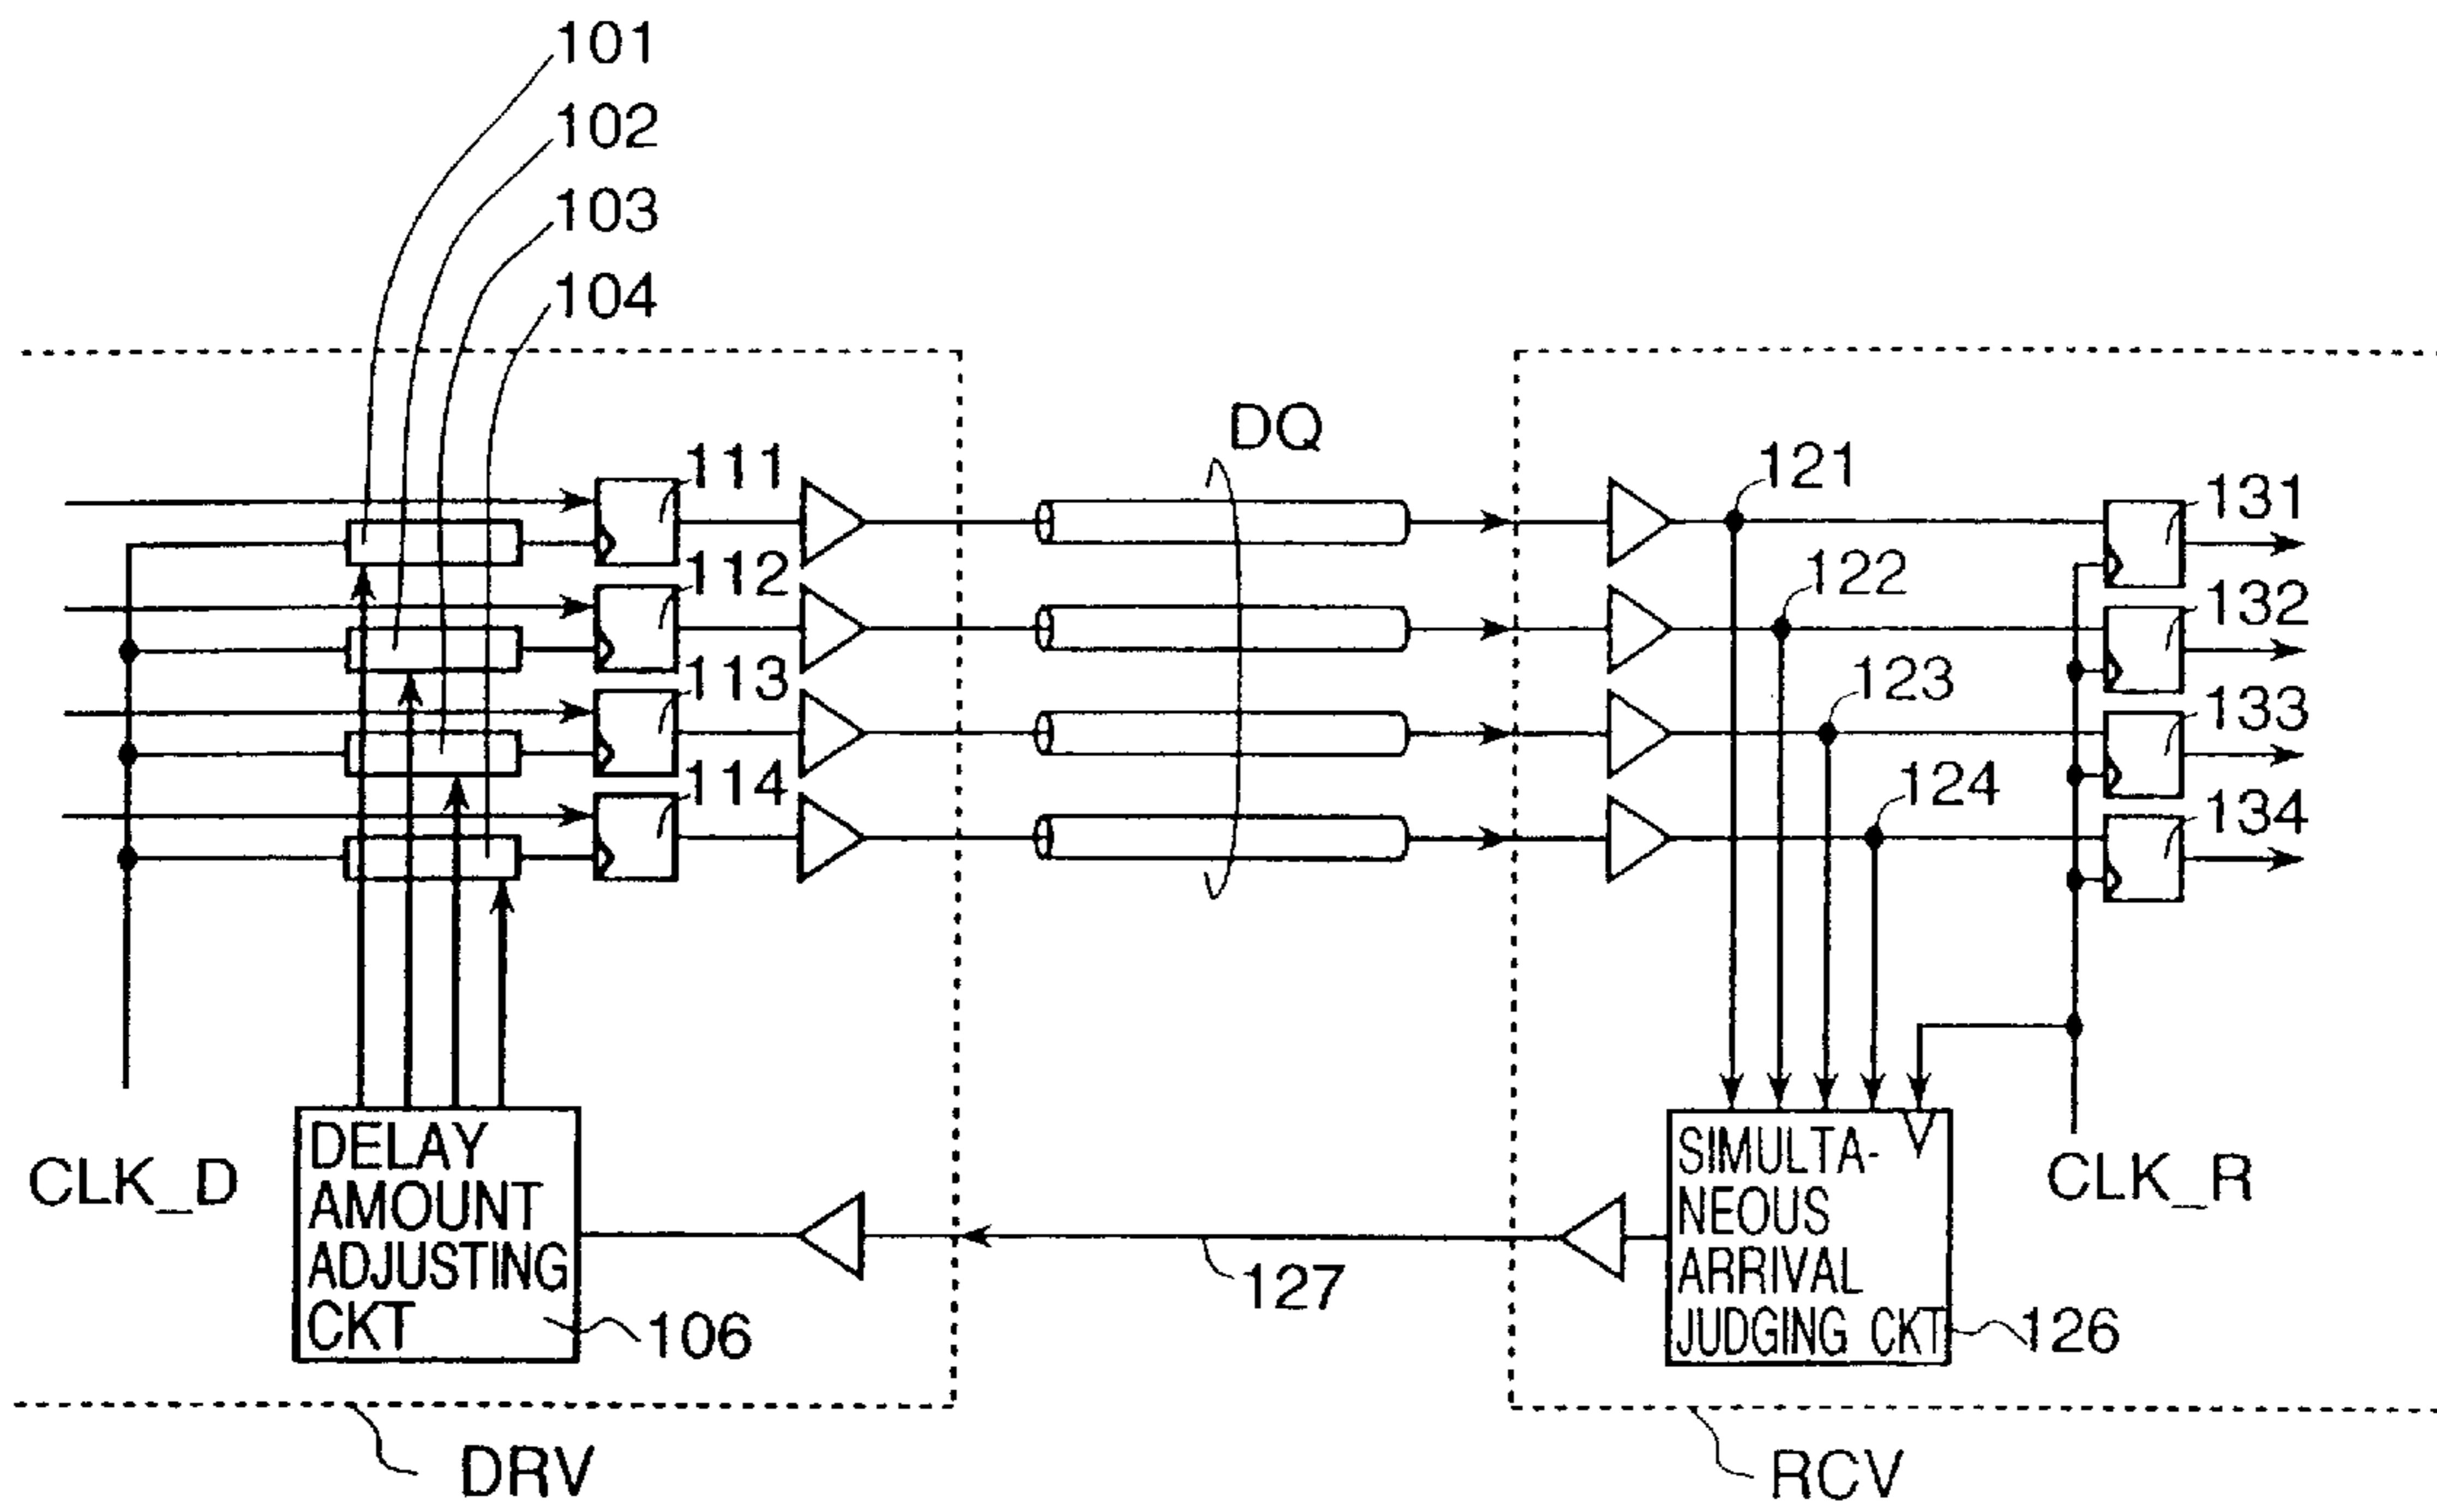 101
102
103
104
DQ
111
112
113
114
121
122
123
124
131
132
133
134
CLK_D
DELAY
AMOUNT
ADJUSTING
CKT
106
127
SIMULTA-
NEOUS
ARRIVAL
JUDGING CKT
126
CLK_R
DRV
RCV